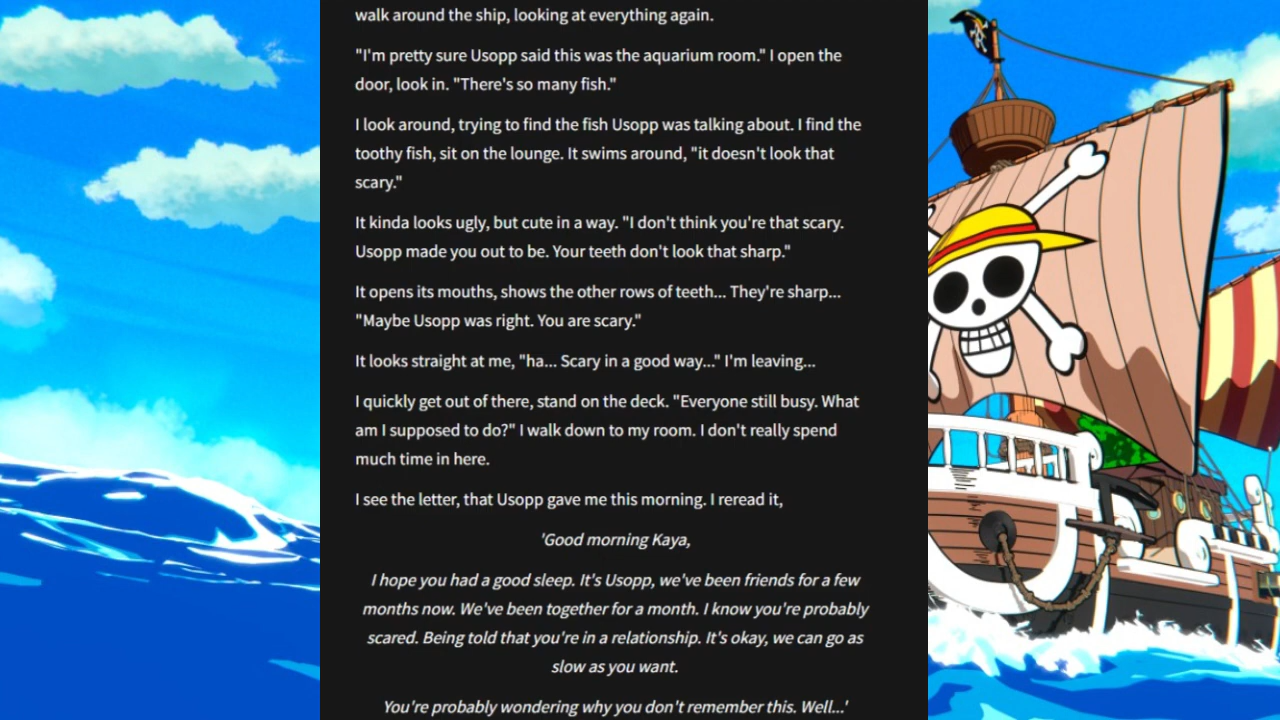 walk around the ship, looking at everything again.
"I'm pretty sure Usopp said this was the aquarium room." I open the
door, look in. "There's so many fish."
I look around, trying to find the fish Usopp was talking about. I find the
toothy fish, sit on the lounge. It swims around, "it doesn't look that
scary."
It kinda looks ugly, but cute in a way. "I don't think you're that scary.
Usopp made you out to be. Your teeth don't look that sharp."
It opens its mouths, shows the other rows of teeth... They're sharp...
"Maybe Usopp was right. You are scary."
It looks straight at me, "ha... Scary in a good way..." I'm leaving...
I quickly get out of there, stand on the deck. "Everyone still busy. What
am I supposed to do?" I walk down to my room. I don't really spend
much time in here.
I see the letter, that Usopp gave me this morning. I reread it,
'Good morning Kaya,
I hope you had a good sleep. It's Usopp, we've been friends for a few
months now. We've been together for a month. I know you're probably
scared. Being told that you're in a relationship. It's okay, we can go as
slow as you want.
You're probably wondering why you don't remember this. Well...'